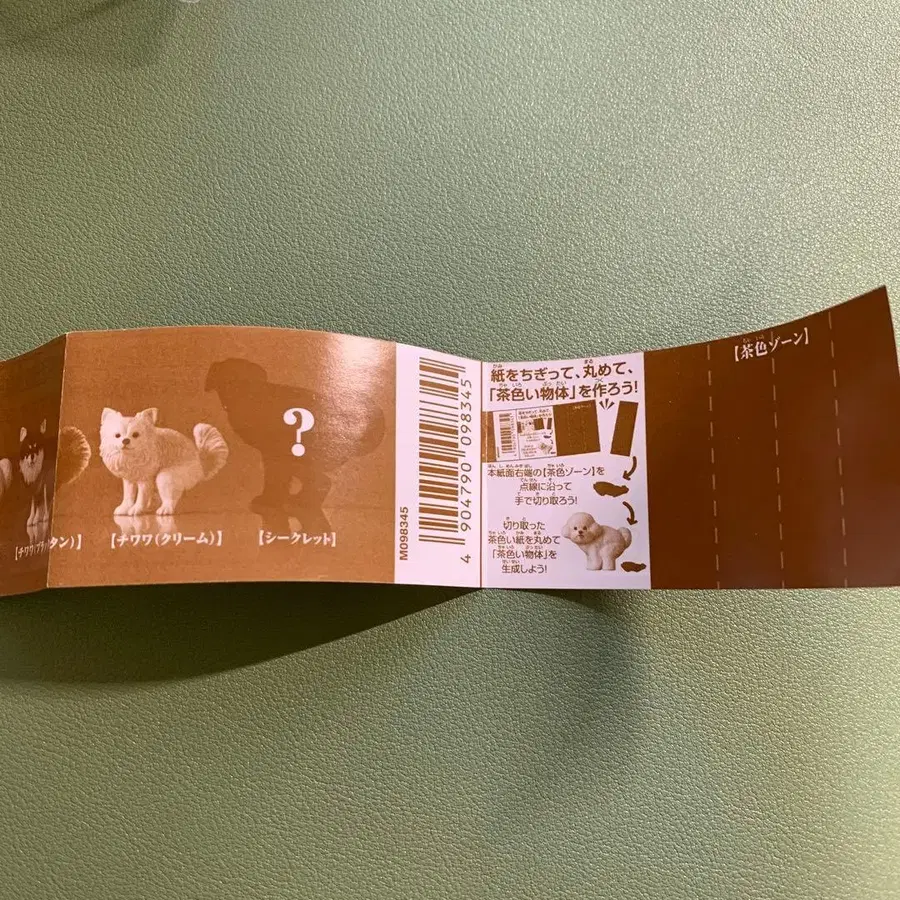 タン)】
【チワワ(クリーム)】
?
【シークレット】
M098345
4 904790 098345
紙をちぎって、丸めて、
「茶色い物体」を作ろう!
本紙面右端の【茶色ゾーン】を
点線に沿って
手で切り取ろう!
切り取った
茶色い紙を丸めて
「茶色い物体」を
生成しよう!
【茶色ゾーン】